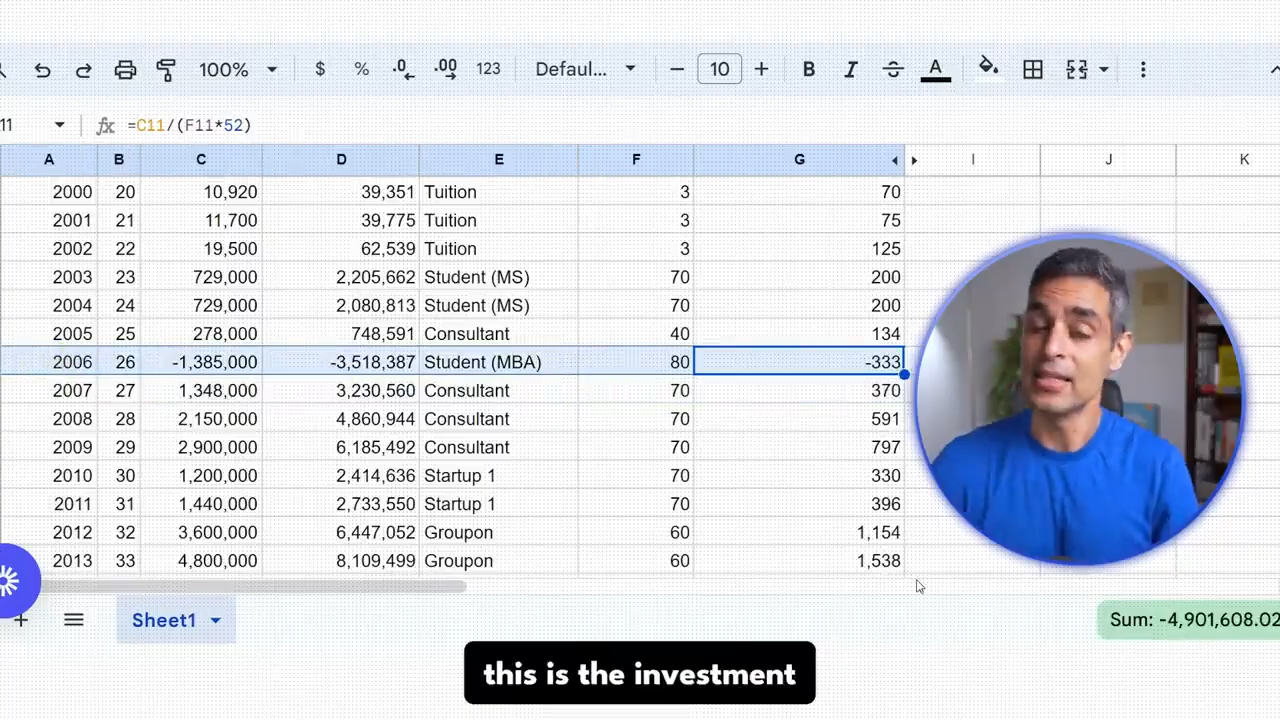 100% $ % .0 .00 123 Defaul... 10 B I S A
11 fx =C11/(F11*52)
A B C D E F G I J K
2000 20 10,920 39,351 Tuition 3 70
2001 21 11,700 39,775 Tuition 3 75
2002 22 19,500 62,539 Tuition 3 125
2003 23 729,000 2,205,662 Student (MS) 70 200
2004 24 729,000 2,080,813 Student (MS) 70 200
2005 25 278,000 748,591 Consultant 40 134
2006 26 -1,385,000 -3,518,387 Student (MBA) 80 -333
2007 27 1,348,000 3,230,560 Consultant 70 370
2008 28 2,150,000 4,860,944 Consultant 70 591
2009 29 2,900,000 6,185,492 Consultant 70 797
2010 30 1,200,000 2,414,636 Startup 1 70 330
2011 31 1,440,000 2,733,550 Startup 1 70 396
2012 32 3,600,000 6,447,052 Groupon 60 1,154
2013 33 4,800,000 8,109,499 Groupon 60 1,538
Sheet1 Sum: -4,901,608.02
this is the investment